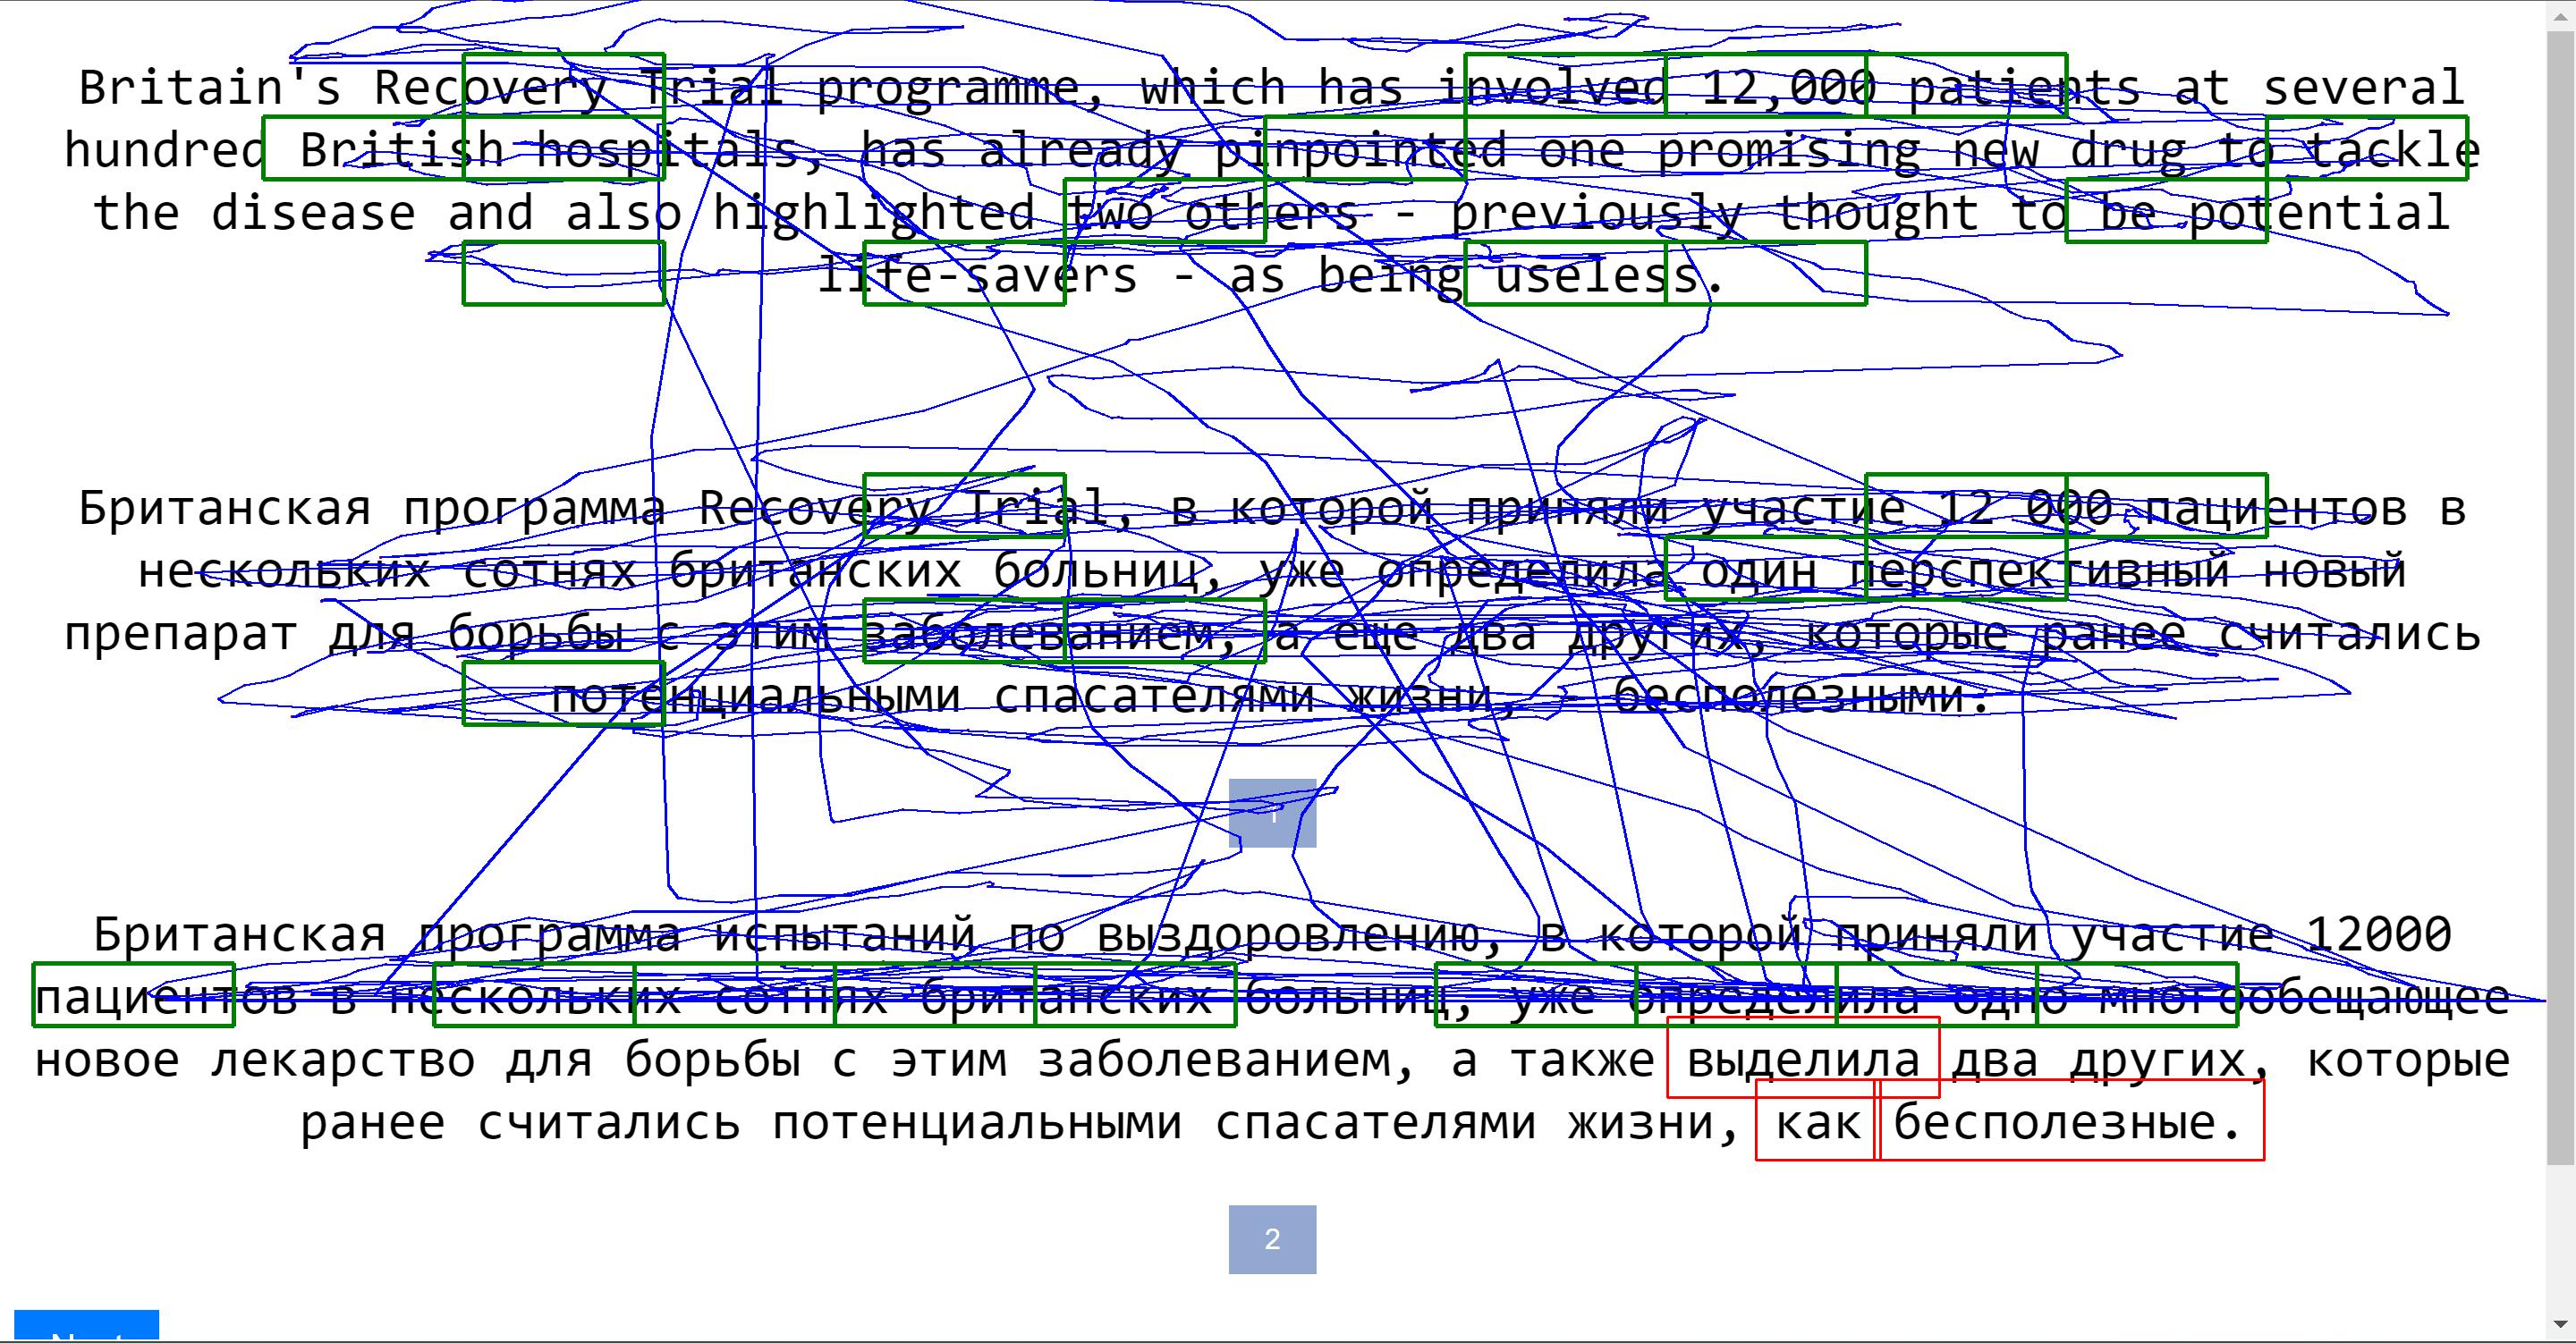 Britain's Recovery Trial programme, which has involved 12,000 patients at several
hundred British hospitals, has already pinpointed one promising new drug to tackle
the disease and also highlighted two others - previously thought to be potential
life-savers - as being useless.
Британская программа Recovery Trial, в которой приняли участие 12 000 пациентов в
нескольких сотнях британских больниц, уже определила один перспективный новый
препарат для борьбы с этим заболеванием, а еще два других, которые ранее считались
потенциальными спасателями жизни, - бесполезными.
1
Британская программа испытаний по выздоровлению, в которой приняли участие 12000
пациентов в нескольких сотнях британских больниц, уже определила одно многообещающее
новое лекарство для борьбы с этим заболеванием, а также выделила два других, которые
ранее считались потенциальными спасателями жизни, как бесполезные.
2